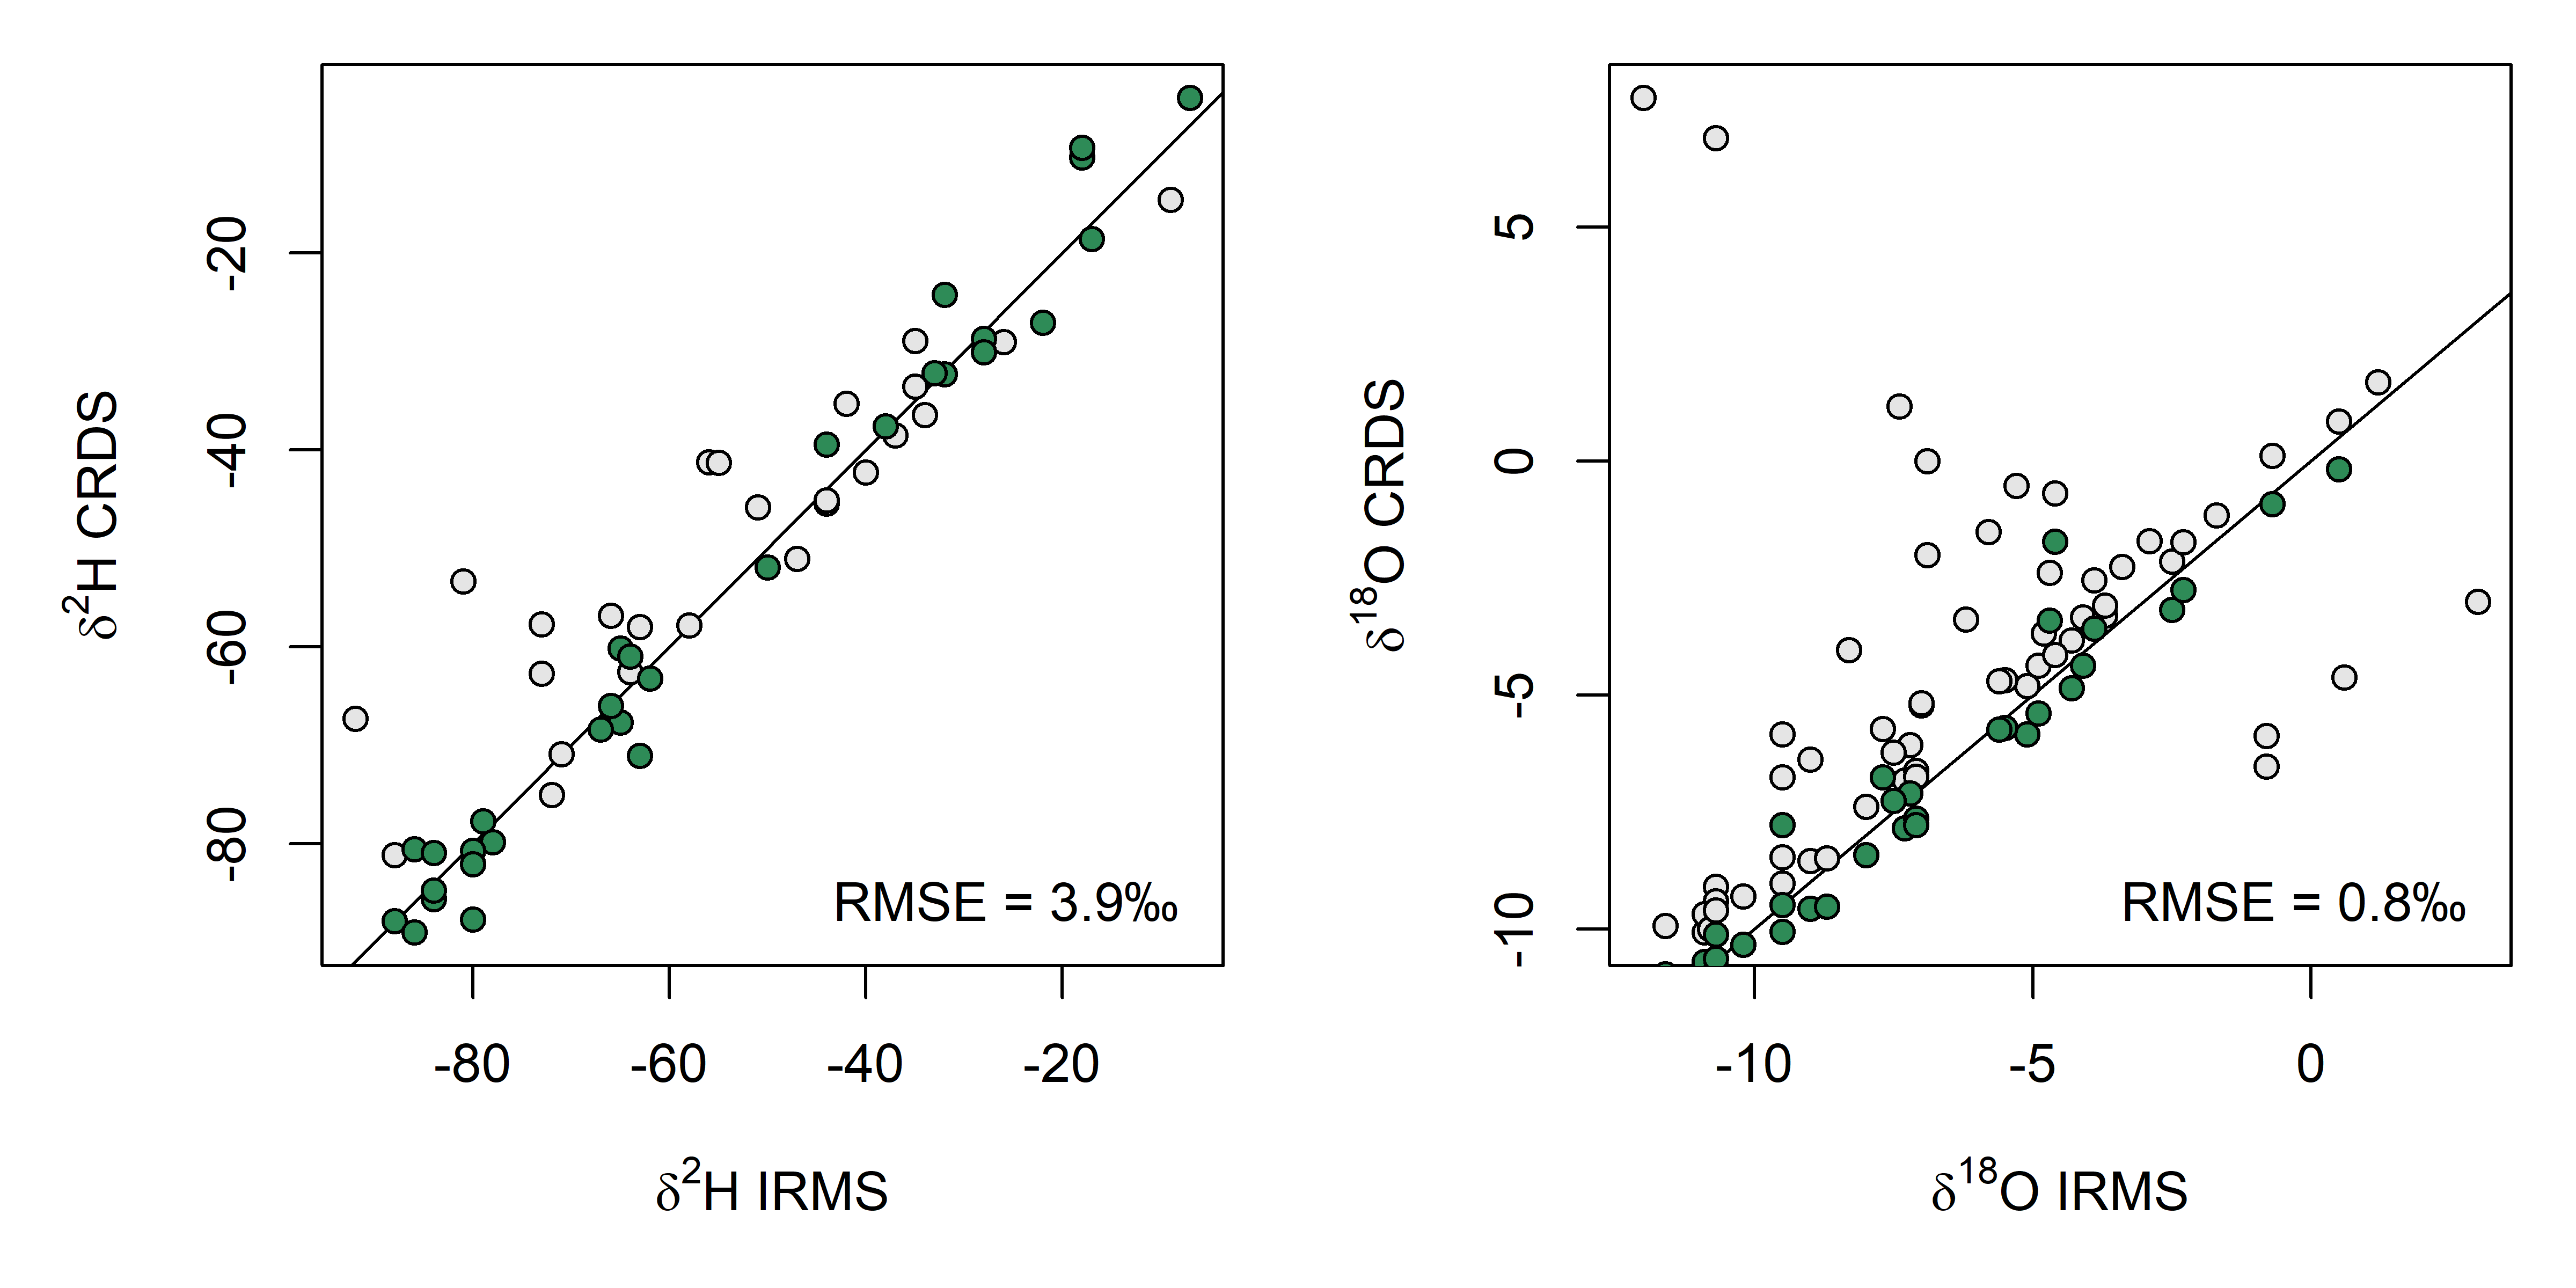 δ²H CRDS
-20
-40
-60
-80
RMSE = 3.9‰
-80 -60 -40 -20
δ²H IRMS
δ¹⁸O CRDS
5
0
-5
-10
RMSE = 0.8‰
-10 -5 0
δ¹⁸O IRMS